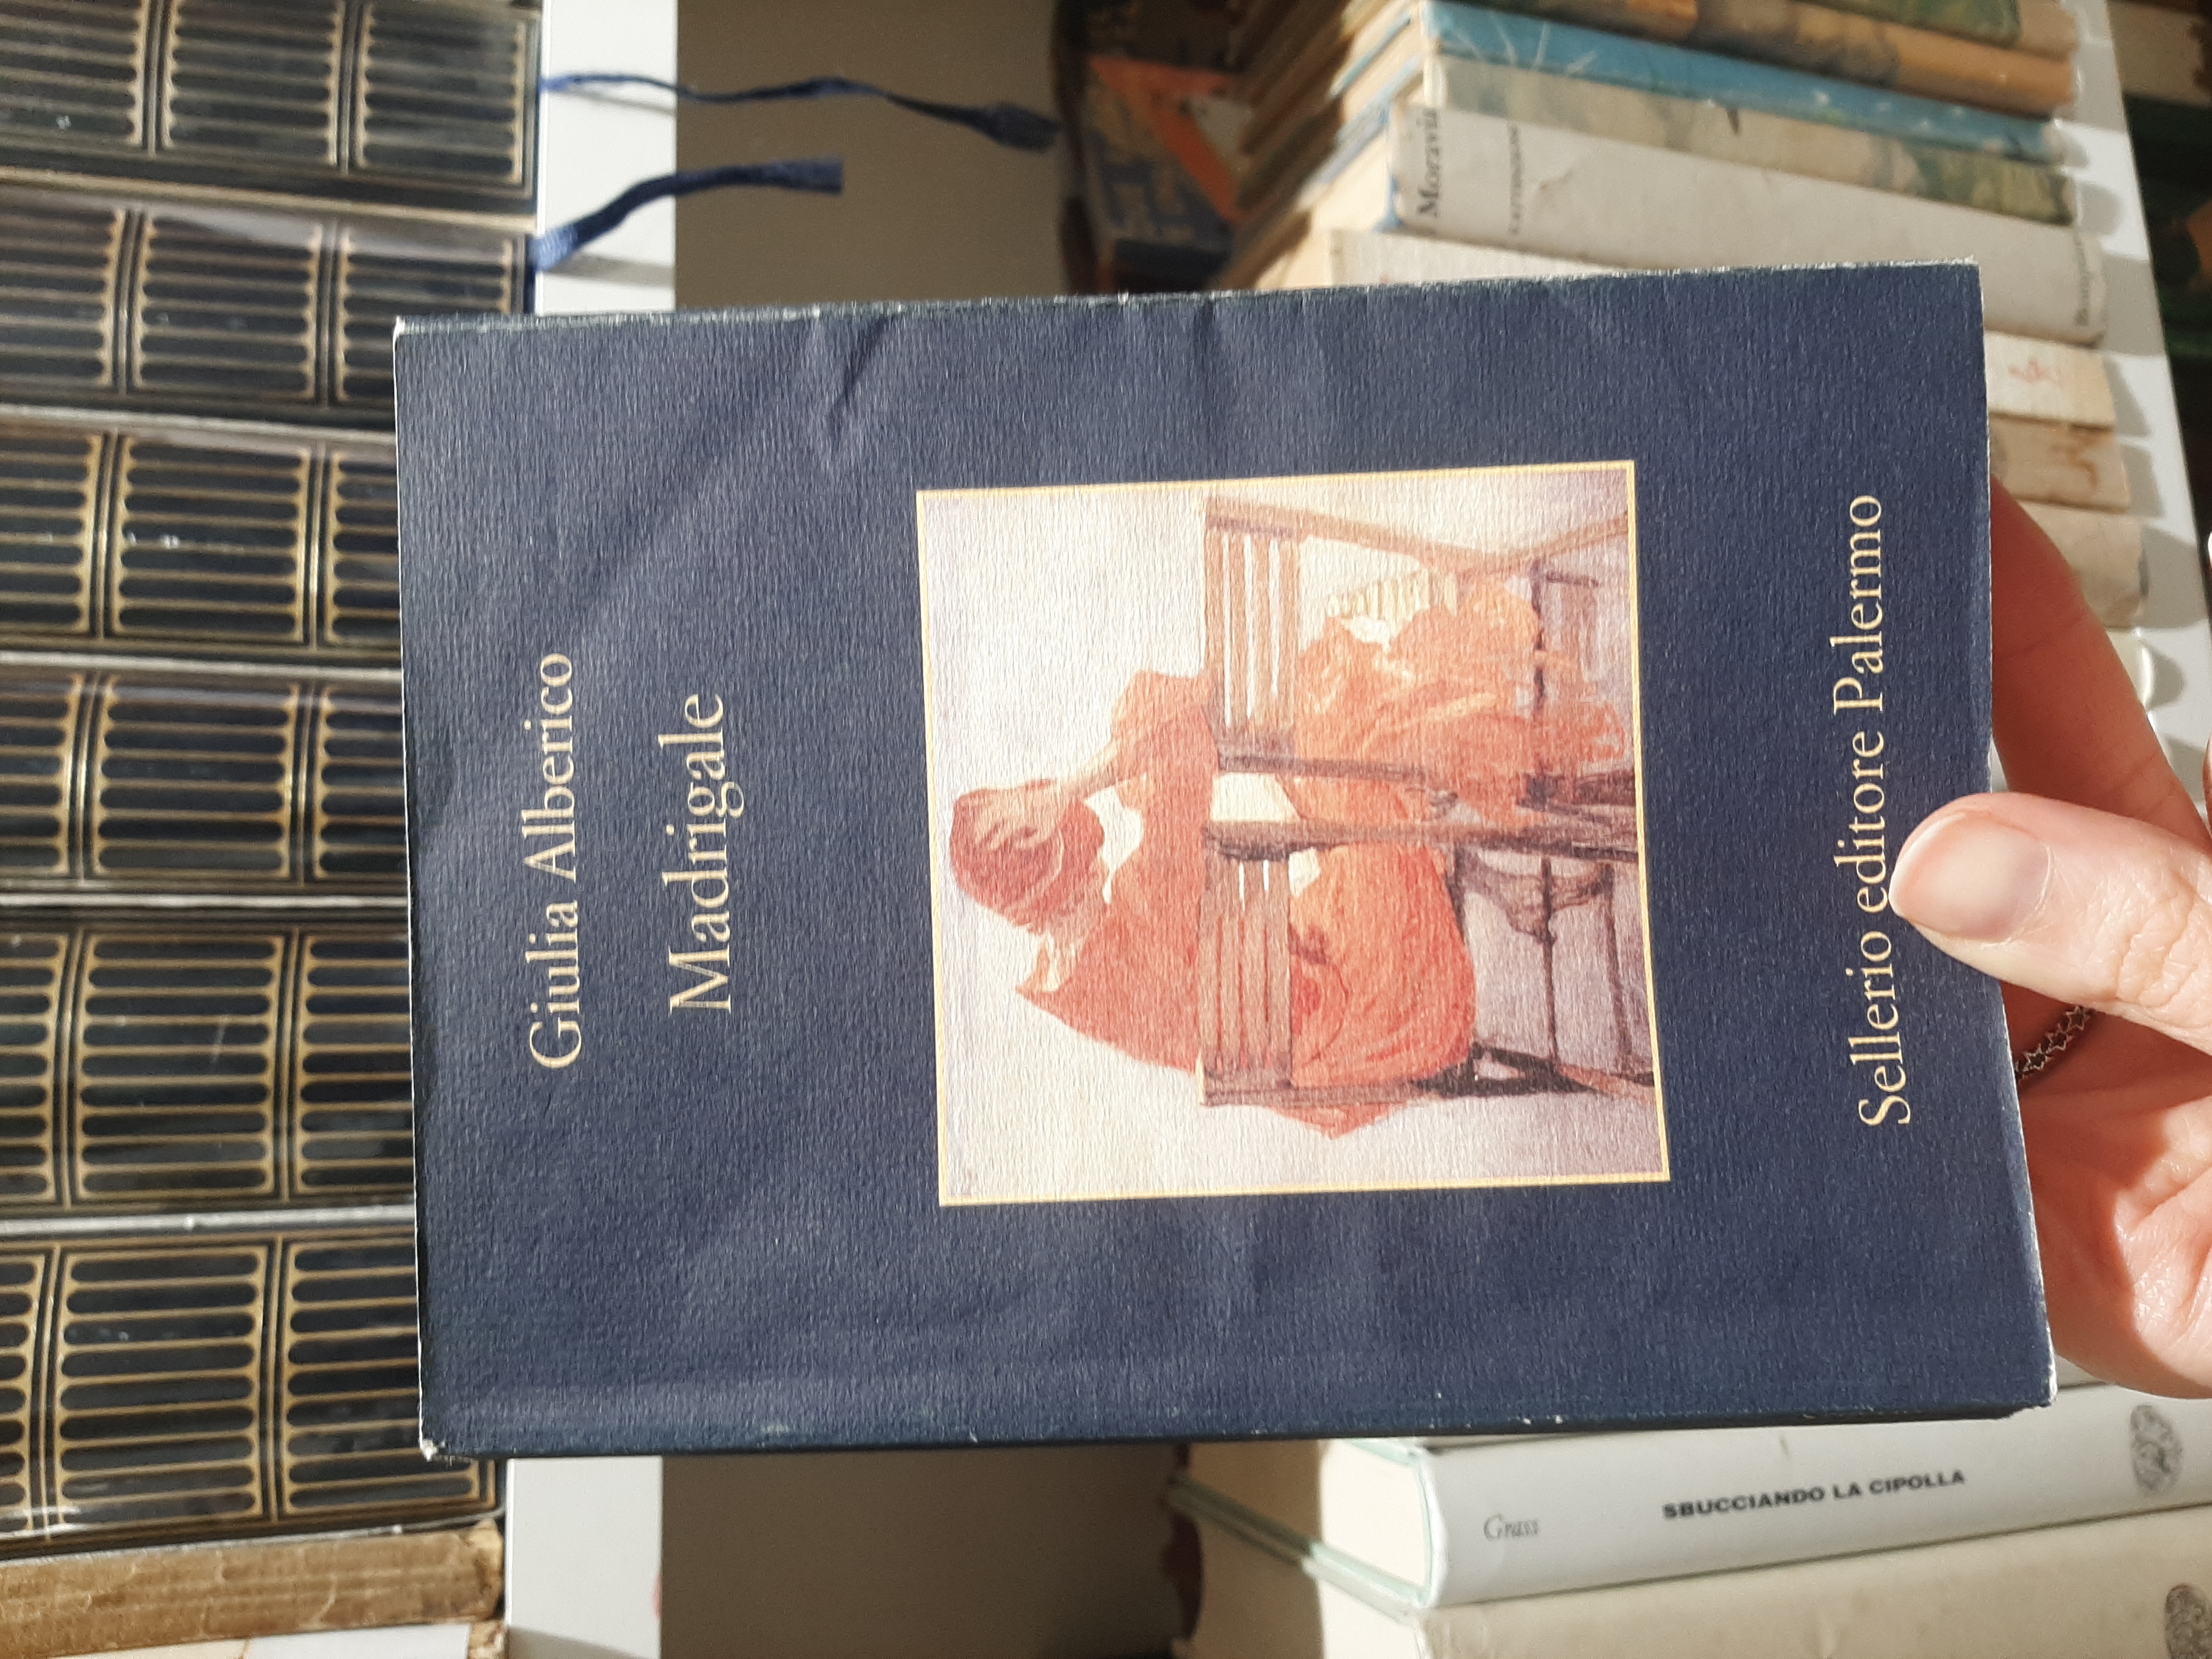 Giulia Alberico
Madrigale
Sellerio editore Palermo
Moravia
Grass
SBUCCIANDO LA CIPOLLA